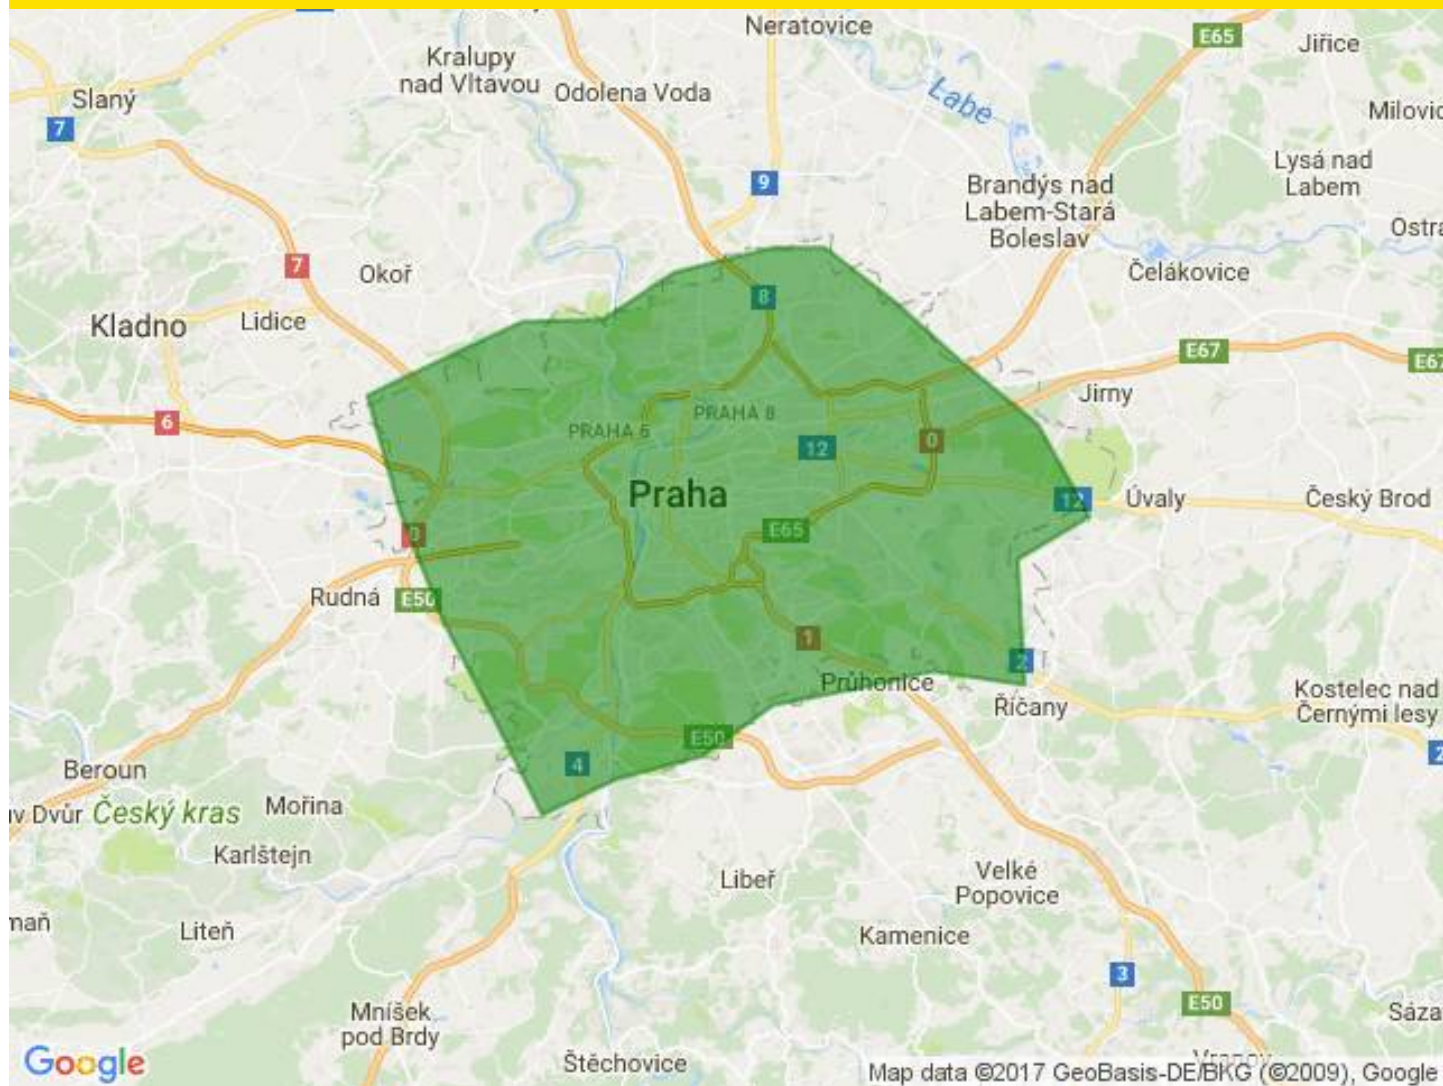 Neratovice
E65
Jiřice
Kralupy
nad Vltavou
Odolena Voda
Slaný
7
Labe
Milovic
9
Lysá nad
Labem
Brandýs nad
Labem-Stará
Boleslav
Ostra
7
Okoř
8
Čelákovice
Kladno
Lidice
E67
E67
6
Jirny
PRAHA 8
PRAHA 6
12
0
Praha
12
Úvaly
Český Brod
0
E65
Rudná
E50
1
2
Průhonice
Říčany
Kostelec nad
Černými lesy
E50
2
4
Beroun
v Dvůr
Český kras
Mořina
Karlštejn
Libeř
Velké
Popovice
maň
Liteň
Kamenice
3
Mníšek
pod Brdy
E50
Sáza
Štěchovice
Google
Map data ©2017 GeoBasis-DE/BKG (©2009), Google